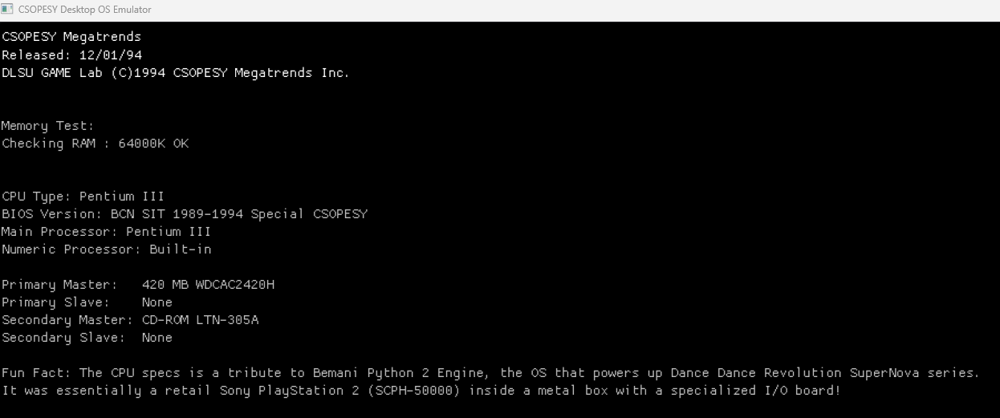 CSOPESY Desktop OS Emulator
CSOPESY Megatrends
Released: 12/01/94
DLSU GAME Lab (C)1994 CSOPESY Megatrends Inc.
Memory Test:
Checking RAM : 64000K OK
CPU Type: Pentium III
BIOS Version: BCN SIT 1989-1994 Special CSOPESY
Main Processor: Pentium III
Numeric Processor: Built-in
Primary Master:   420 MB WDCAC2420H
Primary Slave:    None
Secondary Master: CD-ROM LTN-305A
Secondary Slave:  None
Fun Fact: The CPU specs is a tribute to Bemani Python 2 Engine, the OS that powers up Dance Dance Revolution SuperNova series.
It was essentially a retail Sony PlayStation 2 (SCPH-50000) inside a metal box with a specialized I/O board!